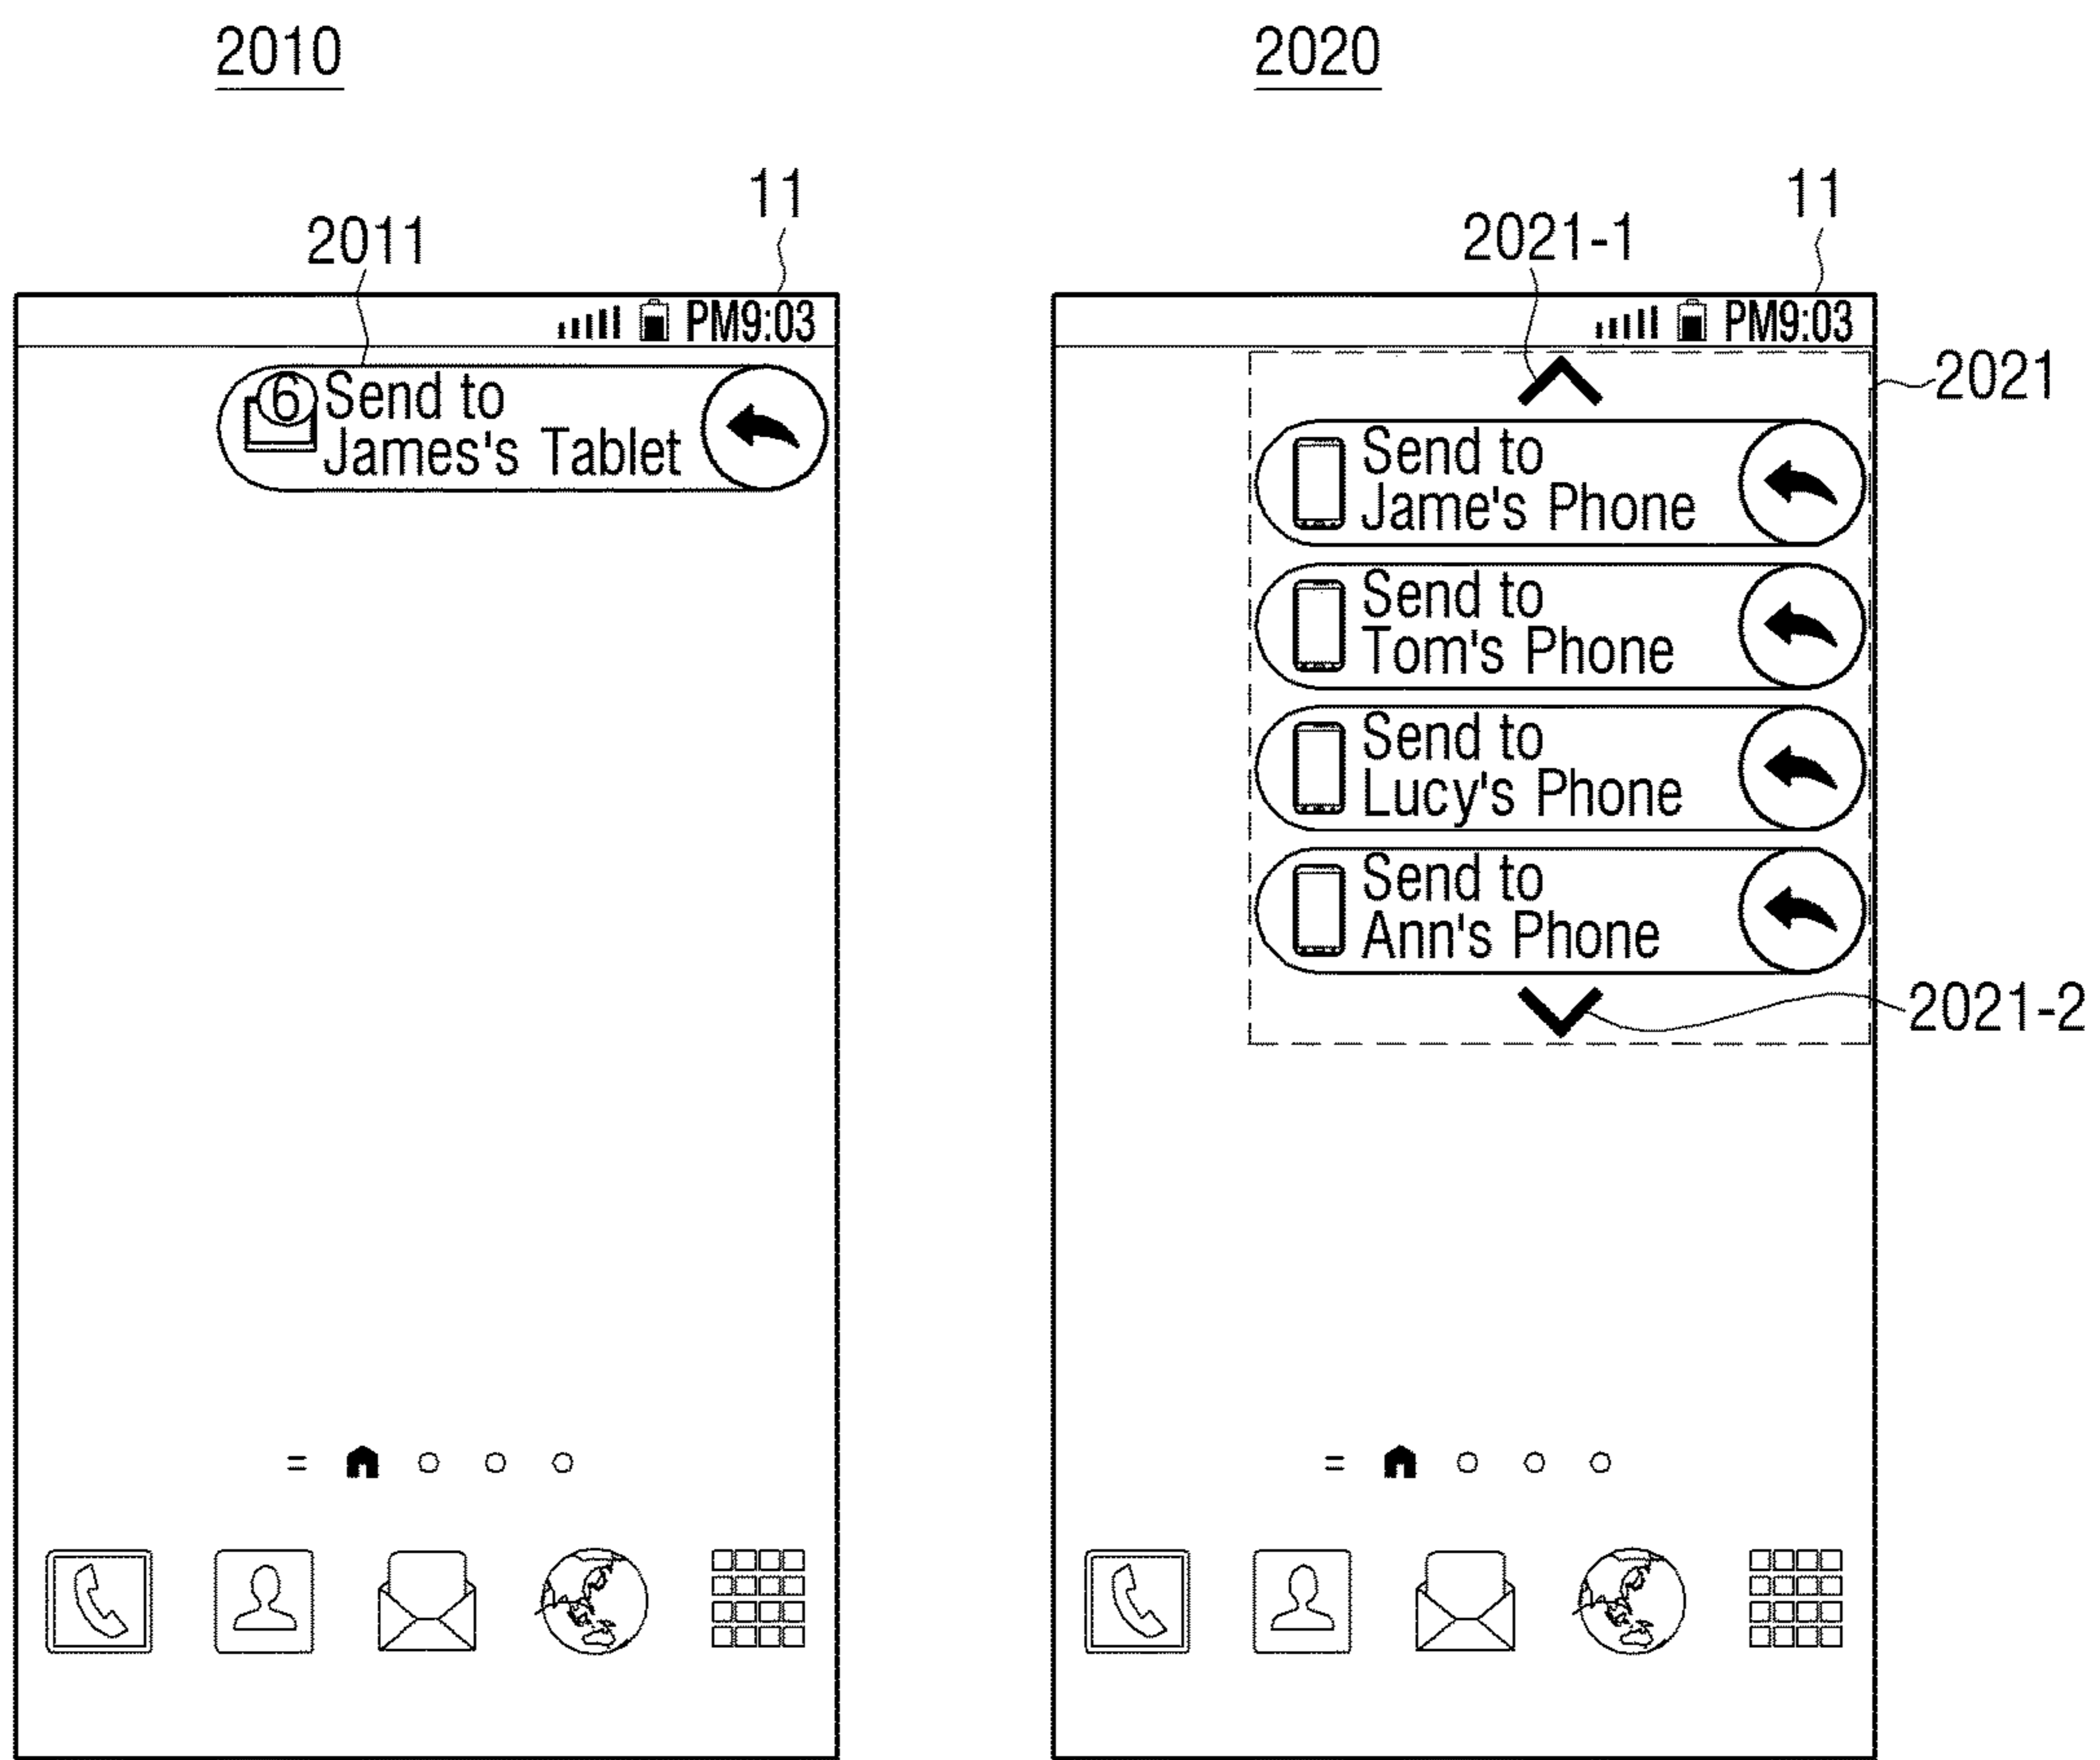 2010
2020
11
2011
11
2021-1
PM9:03
6 Send to
James's Tablet
PM9:03
2021
Send to
Jame's Phone
Send to
Tom's Phone
Send to
Lucy's Phone
Send to
Ann's Phone
2021-2